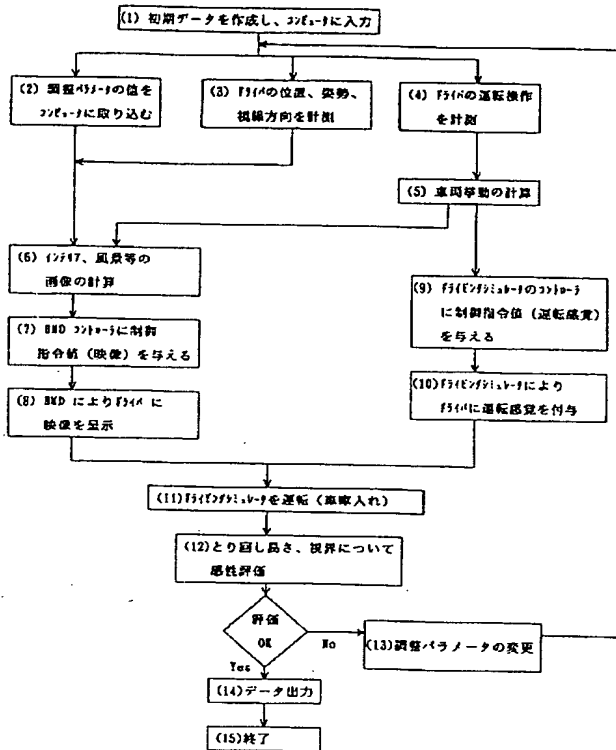 (1) 初期データを作成し、コンピュータに入力
(2) 調整パラメータの値を
コンピュータに取り込む
(3) ドライバの位置、姿勢、
視線方向を計測
(4) ドライバの運転操作
を計測
(5) 車両挙動の計算
(6) インテリア、風景等の
画像の計算
(7) HMD コントローラに制御
指令値（映像）を与える
(8) HMD によりドライバ に
映像を呈示
(9) ドライビングシミュレータのコントローラ
に制御指令値（運転感覚）
を与える
(10)ドライビングシミュレータにより
ドライバに運転感覚を付与
(11)ドライビングシミュレータを運転（車庫入れ）
(12)とり回し良さ、視界について
感性評価
評価
OK
No
(13)調整パラメータの変更
Yes
(14)データ出力
(15)終了